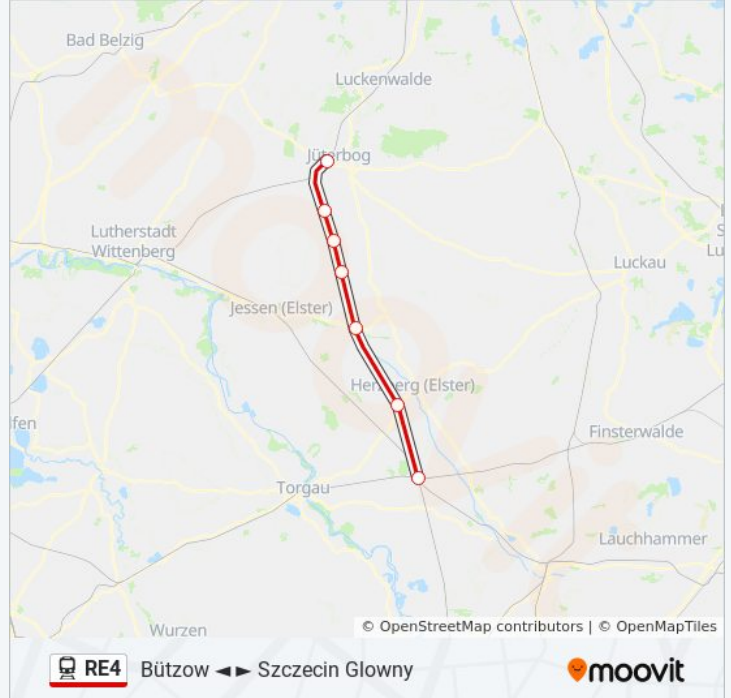 Bad Belzig
Luckenwalde
Jüterbog
Lutherstadt
Wittenberg
Luckau
Jessen (Elster)
Herzberg (Elster)
Finsterwalde
Torgau
Lauchhammer
Wurzen
© OpenStreetMap contributors | © OpenMapTiles
RE4 Bützow ◄ ► Szczecin Glowny
moovit